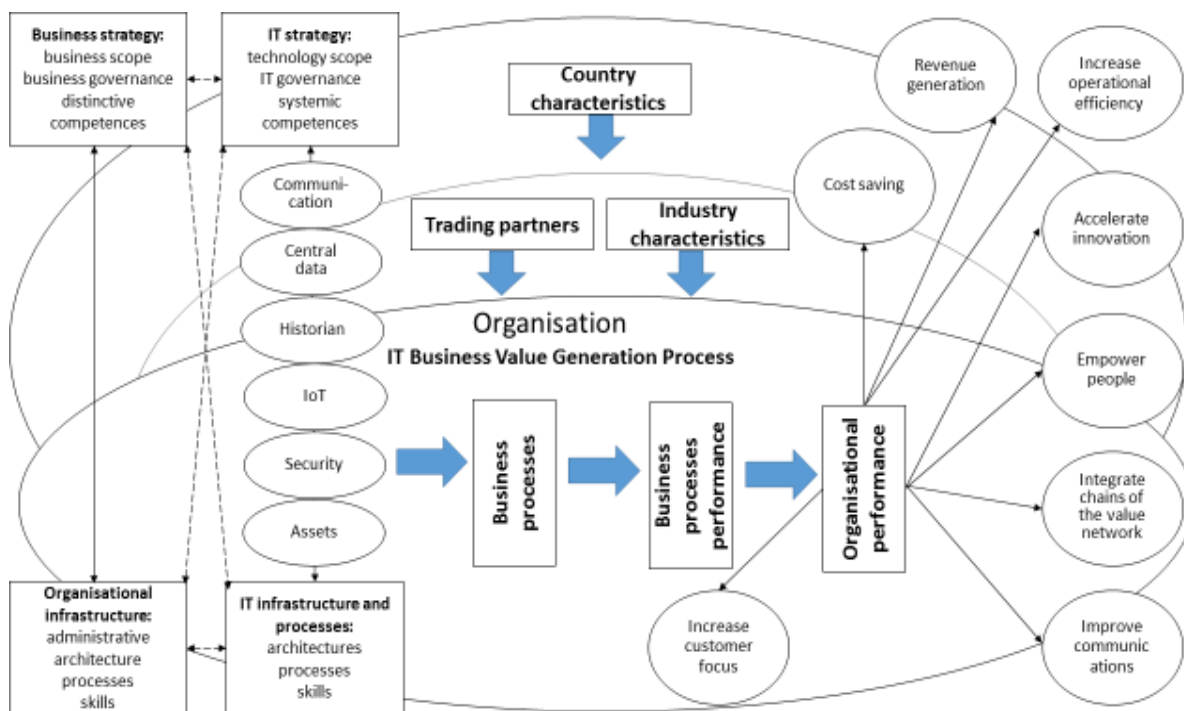 Business strategy:
business scope
business governance
distinctive
competences
IT strategy:
technology scope
IT governance
systemic
competences
Country
characteristics
Revenue
generation
Increase
operational
efficiency
Communi-
cation
Cost saving
Trading partners
Industry
characteristics
Accelerate
innovation
Central
data
Historian
Organisation
IT Business Value Generation Process
Empower
people
IoT
Security
Assets
Business
processes
Business
processes
performance
Organisational
performance
Integrate
chains of
the value
network
Organisational
infrastructure:
administrative
architecture
processes
skills
IT infrastructure and
processes:
architectures
processes
skills
Increase
customer
focus
Improve
communic
ations